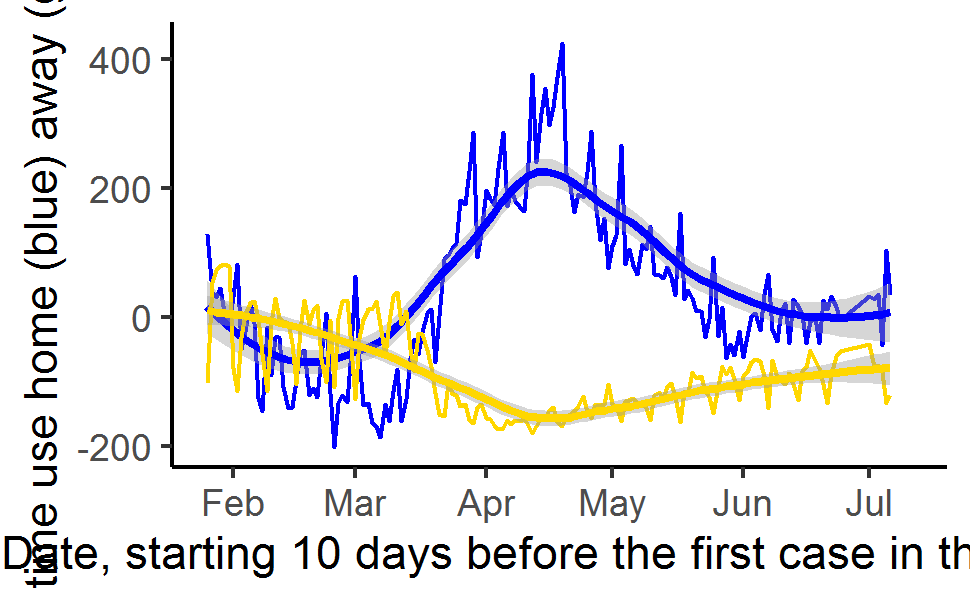 time use home (blue) away (
400
200
0
-200
Feb Mar Apr May Jun Jul
Date, starting 10 days before the first case in th